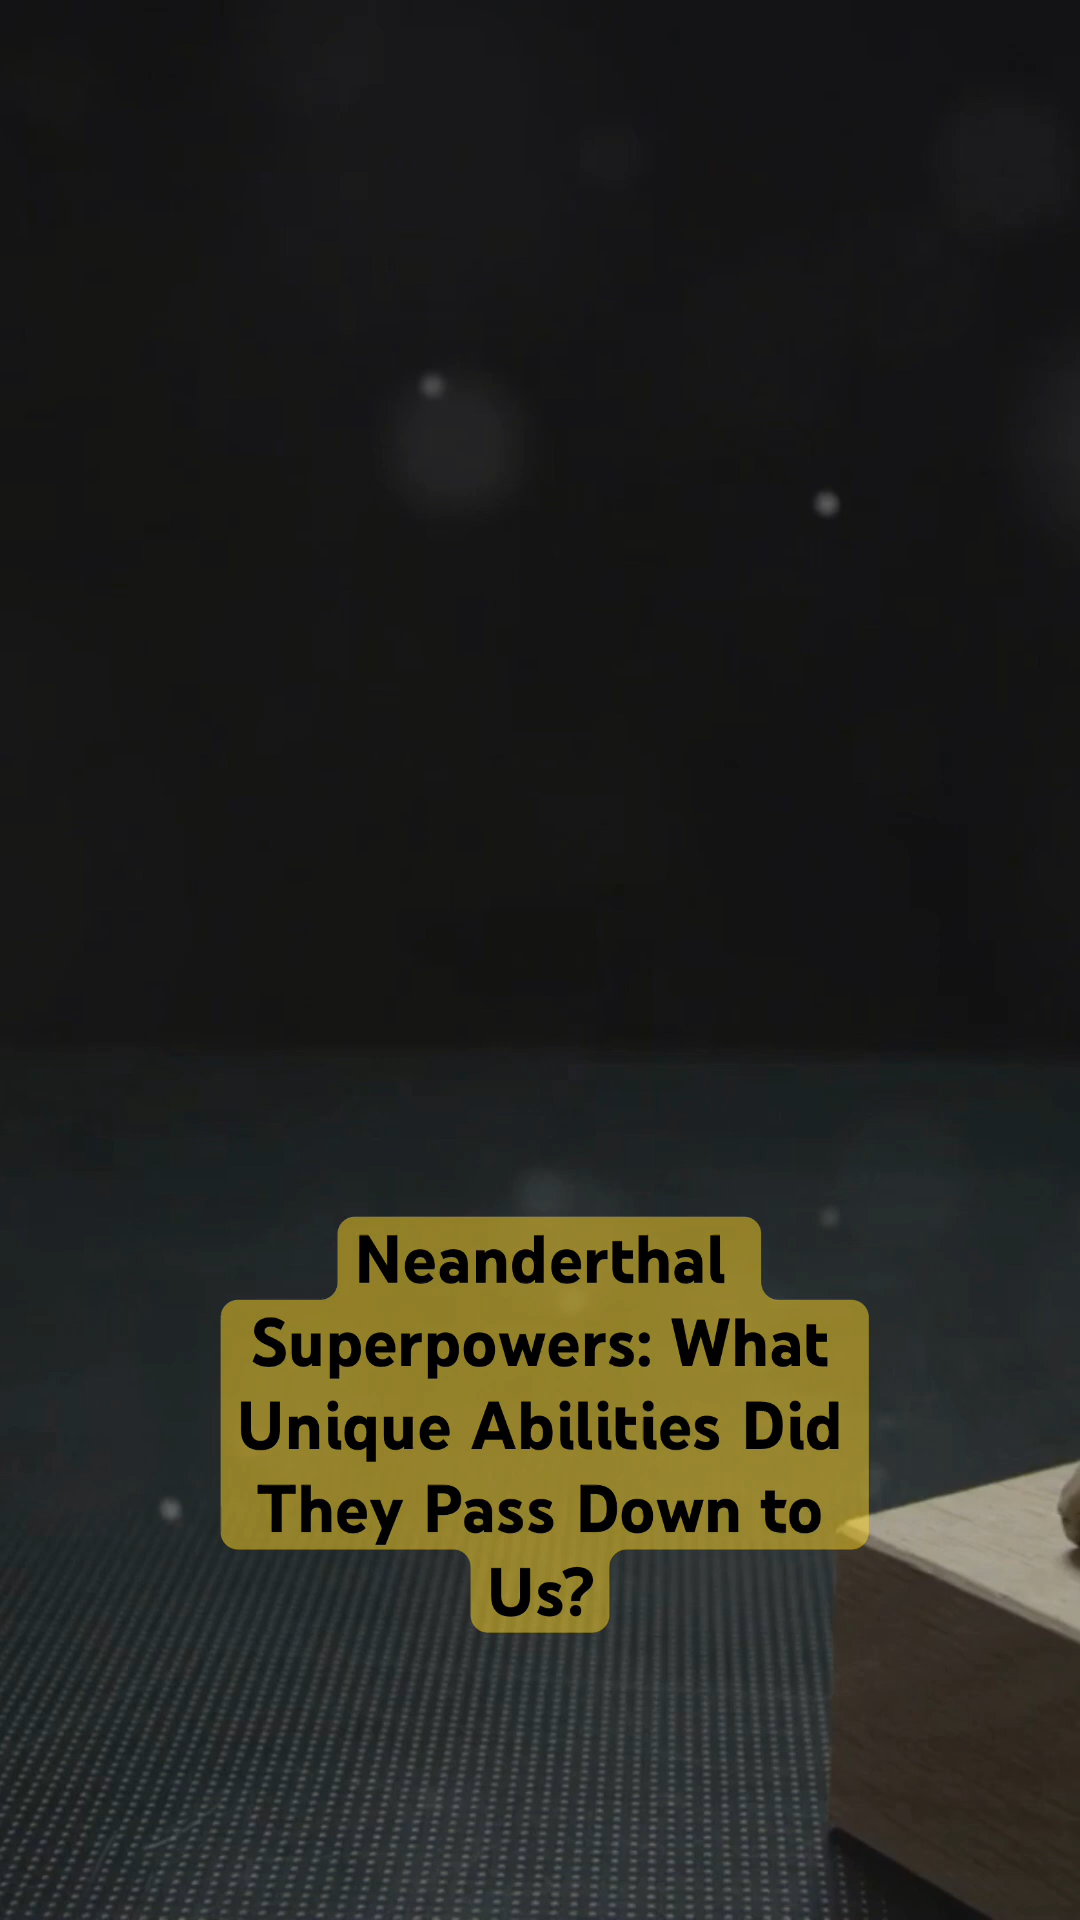 Neanderthal
Superpowers: What
Unique Abilities Did
They Pass Down to
Us?